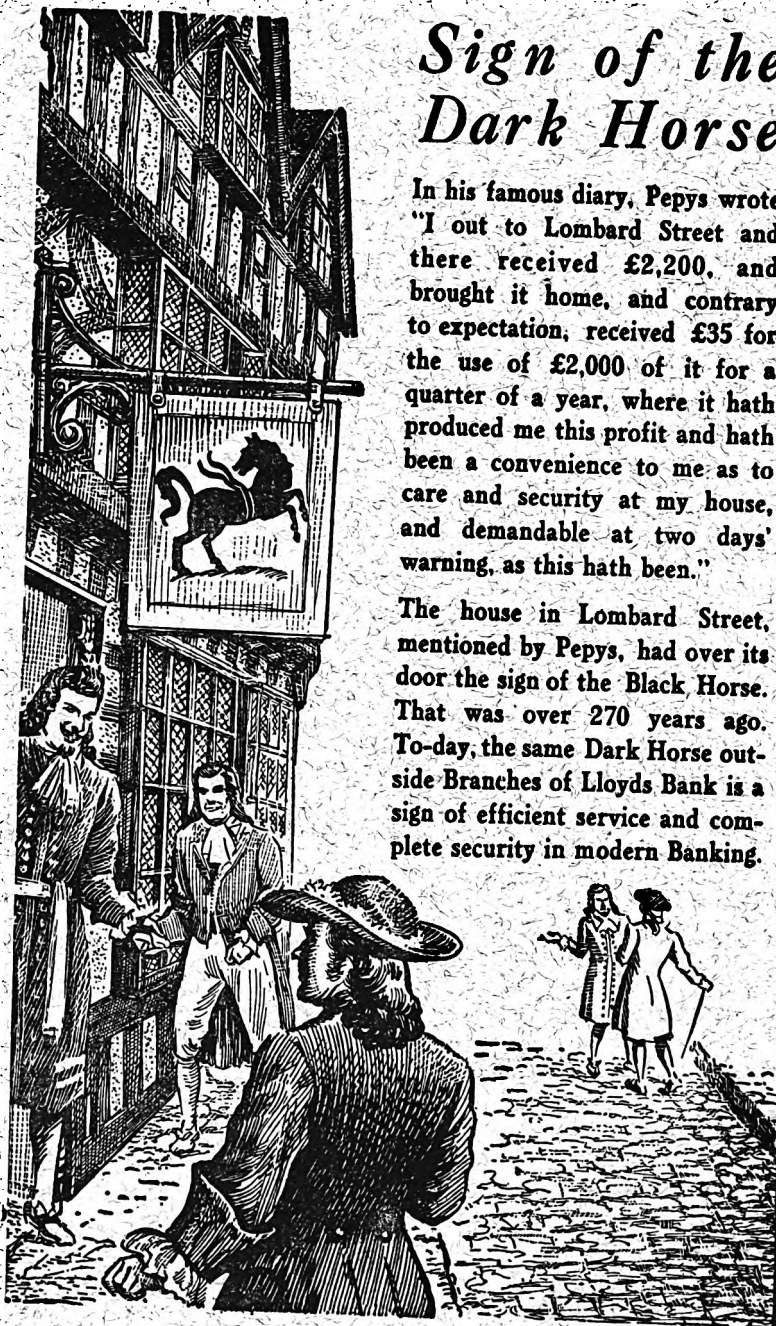 Sign of the
Dark Horse
In his famous diary, Pepys wrote
"I out to Lombard Street and
there received £2,200, and
brought it home, and contrary
to expectation, received £35 for
the use of £2,000 of it for a
quarter of a year, where it hath
produced me this profit and hath
been a convenience to me as to
care and security at my house,
and demandable at two days'
warning, as this hath been."
The house in Lombard Street,
mentioned by Pepys, had over its
door the sign of the Black Horse.
That was over 270 years ago.
To-day, the same Dark Horse out-
side Branches of Lloyds Bank is a
sign of efficient service and com-
plete security in modern Banking.